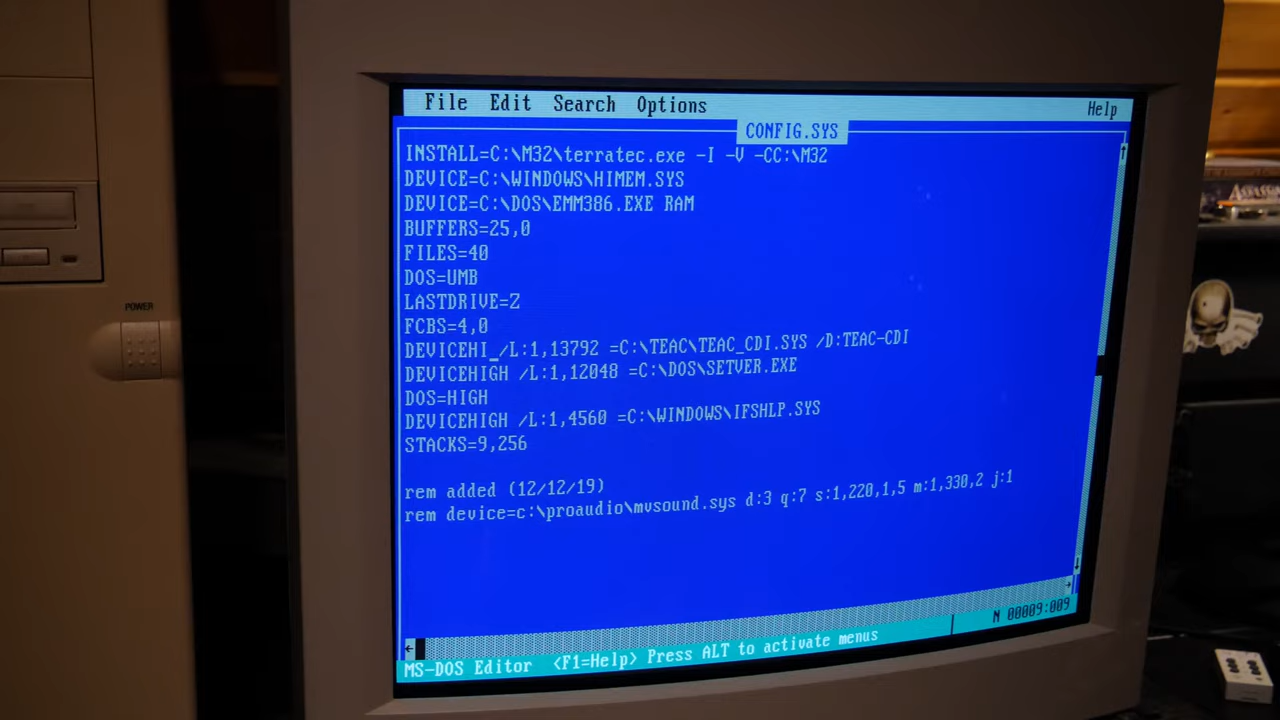 POWER
File Edit Search Options Help
CONFIG.SYS
INSTALL=C:\M32\terratec.exe -I -V -CC:\M32
DEVICE=C:\WINDOWS\HIMEM.SYS
DEVICE=C:\DOS\EMM386.EXE RAM
BUFFERS=25,0
FILES=40
DOS=UMB
LASTDRIVE=Z
FCBS=4,0
DEVICEHI_/L:1,13792 =C:\TEAC\TEAC_CDI.SYS /D:TEAC-CDI
DEVICEHIGH /L:1,12048 =C:\DOS\SETVER.EXE
DOS=HIGH
DEVICEHIGH /L:1,4560 =C:\WINDOWS\IFSHLP.SYS
STACKS=9,256
rem added (12/12/19)
rem device=c:\proaudio\mvsound.sys d:3 q:7 s:1,220,1,5 m:1,330,2 j:1
N 00009:009
MS-DOS Editor <F1=Help> Press ALT to activate menus